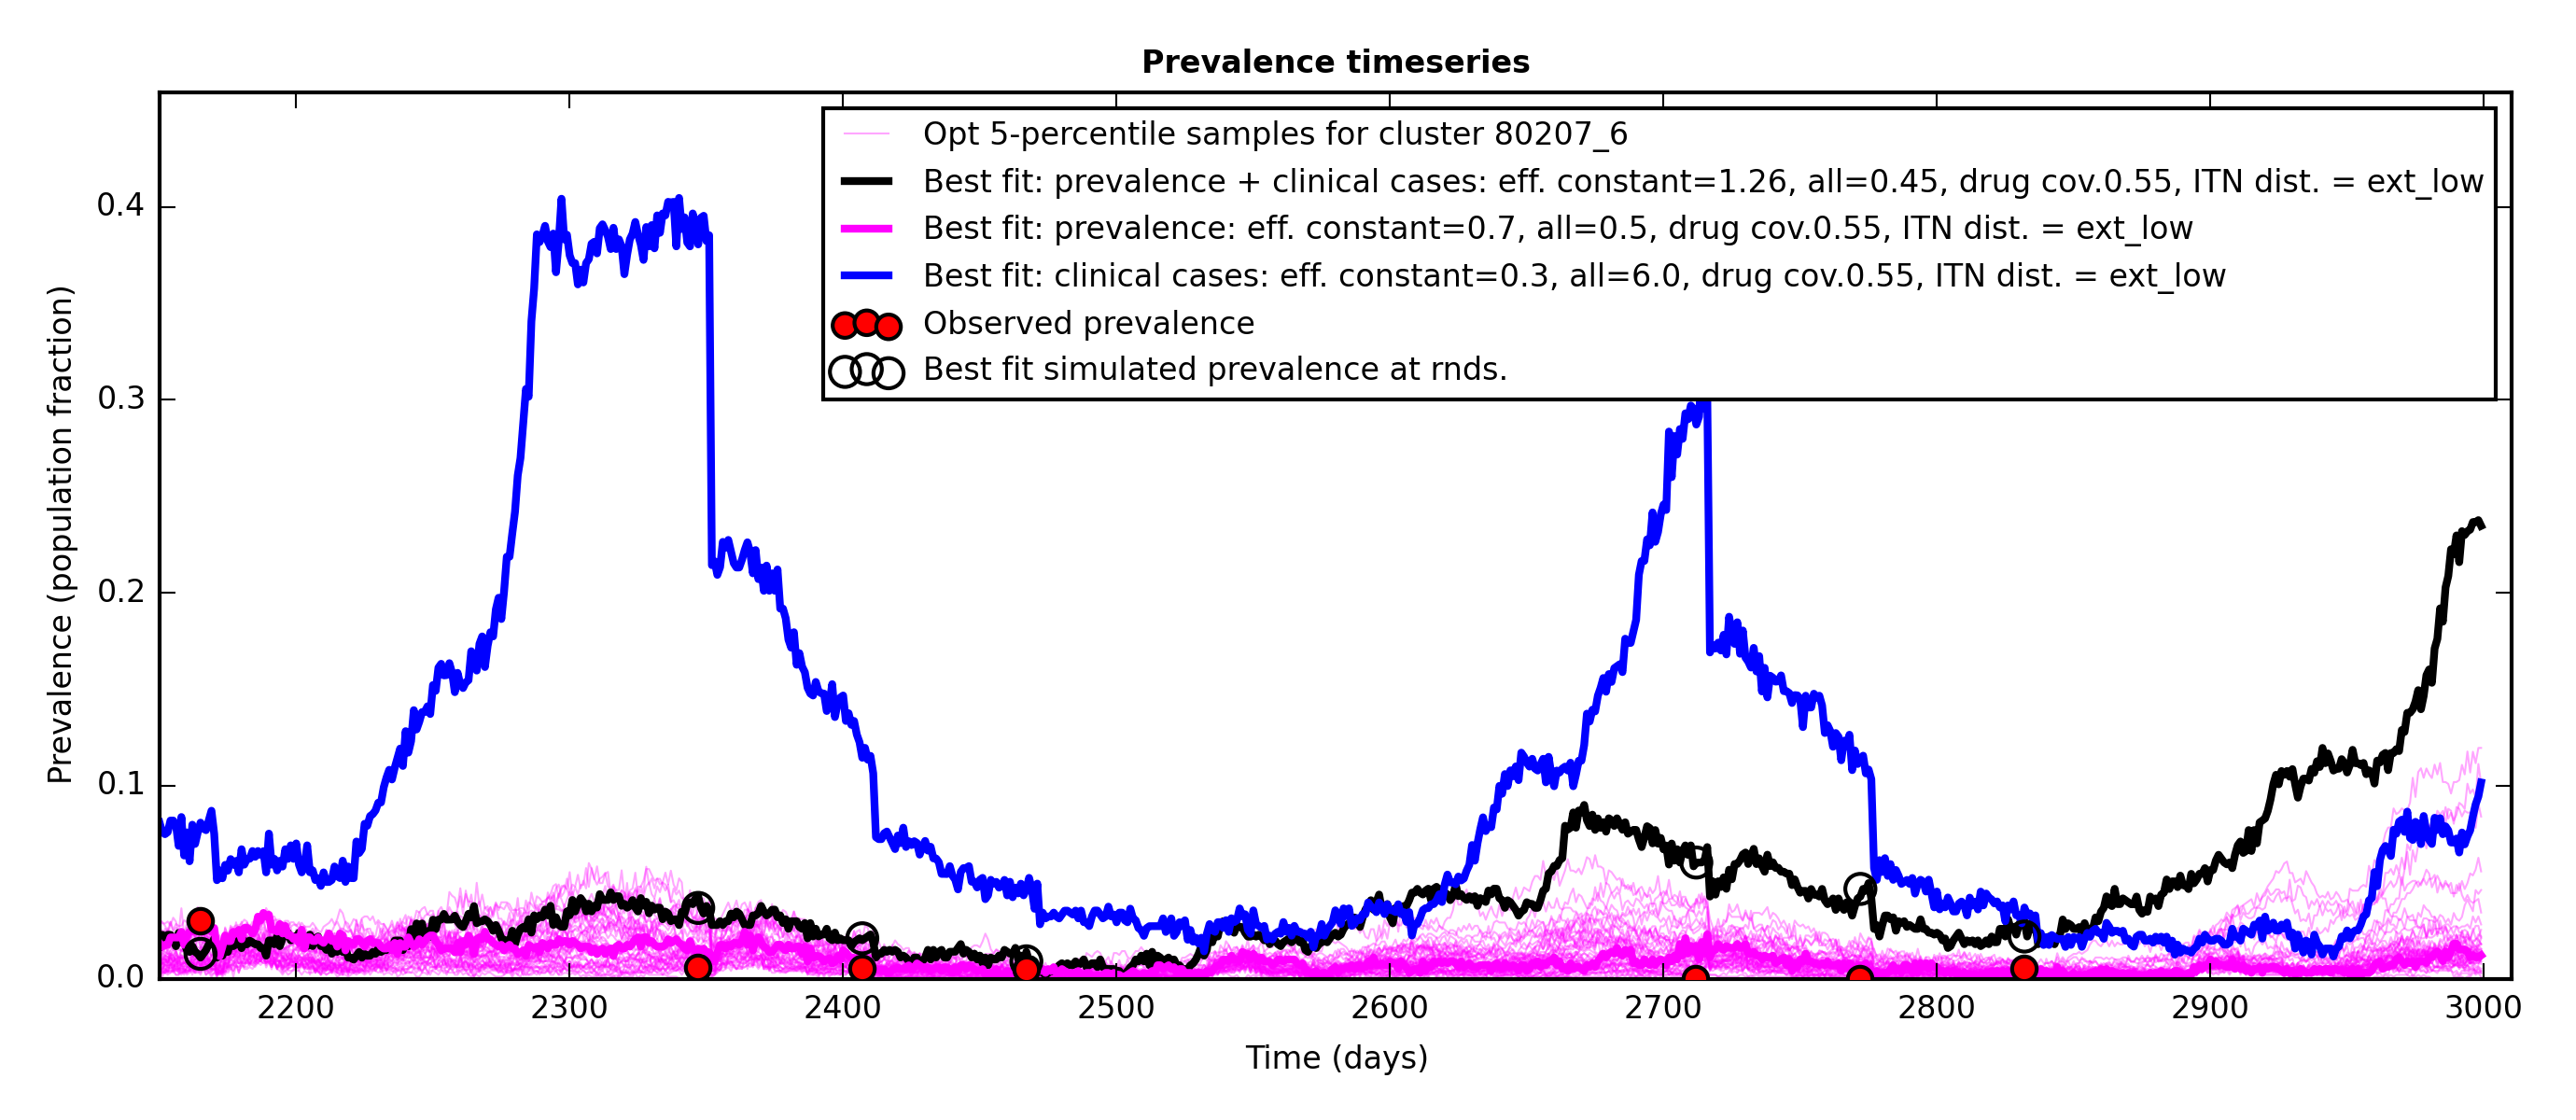 Prevalence timeseries
Opt 5-percentile samples for cluster 80207_6
Best fit: prevalence + clinical cases: eff. constant=1.26, all=0.45, drug cov.0.55, ITN dist. = ext_low
Best fit: prevalence: eff. constant=0.7, all=0.5, drug cov.0.55, ITN dist. = ext_low
Best fit: clinical cases: eff. constant=0.3, all=6.0, drug cov.0.55, ITN dist. = ext_low
Observed prevalence
Best fit simulated prevalence at rnds.
Prevalence (population fraction)
0.4
0.3
0.2
0.1
0.0
2200 2300 2400 2500 2600 2700 2800 2900 3000
Time (days)